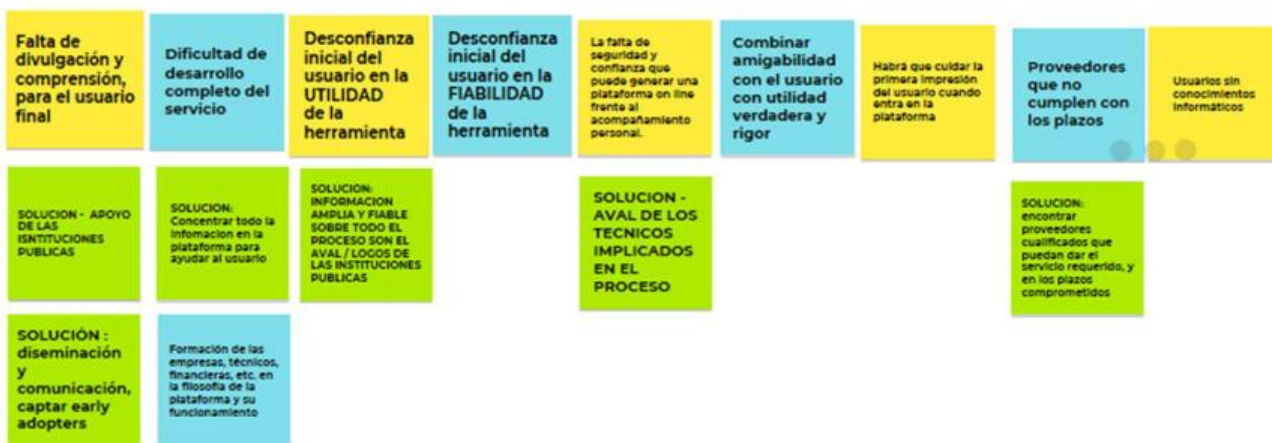 Falta de
divulgación y
comprensión,
para el usuario
final
Dificultad de
desarrollo
completo del
servicio
Desconfianza
inicial del
usuario en la
UTILIDAD
de la
herramienta
Desconfianza
inicial del
usuario en la
FIABILIDAD
de la
herramienta
La falta de
seguridad y
confianza que
puede generar una
plataforma on line
frente al
acompañamiento
personal.
Combinar
amigabilidad
con el usuario
con utilidad
verdadera y
rigor
Habrá que cuidar la
primera impresión
del usuario cuando
entra en la
plataforma
Proveedores
que no
cumplen con
los plazos
Usuarios sin
conocimientos
informáticos
SOLUCION - APOYO
DE LAS
ISNTITUCIONES
PUBLICAS
SOLUCION:
Concentrar todo la
infomacion en la
plataforma para
ayudar al usuario
SOLUCION:
INFORMACION
AMPLIA Y FIABLE
SOBRE TODO EL
PROCESO SON EL
AVAL / LOGOS DE
LAS INSTITUCIONES
PUBLICAS
SOLUCION -
AVAL DE LOS
TECNICOS
IMPLICADOS
EN EL
PROCESO
SOLUCION:
encontrar
proveedores
cualificados que
puedan dar el
servicio requerido, y
en los plazos
comprometidos
SOLUCIÓN :
diseminación
y
comunicación,
captar early
adopters
Formación de las
empresas, técnicos,
financieras, etc. en
la filosofía de la
plataforma y su
funcionamiento